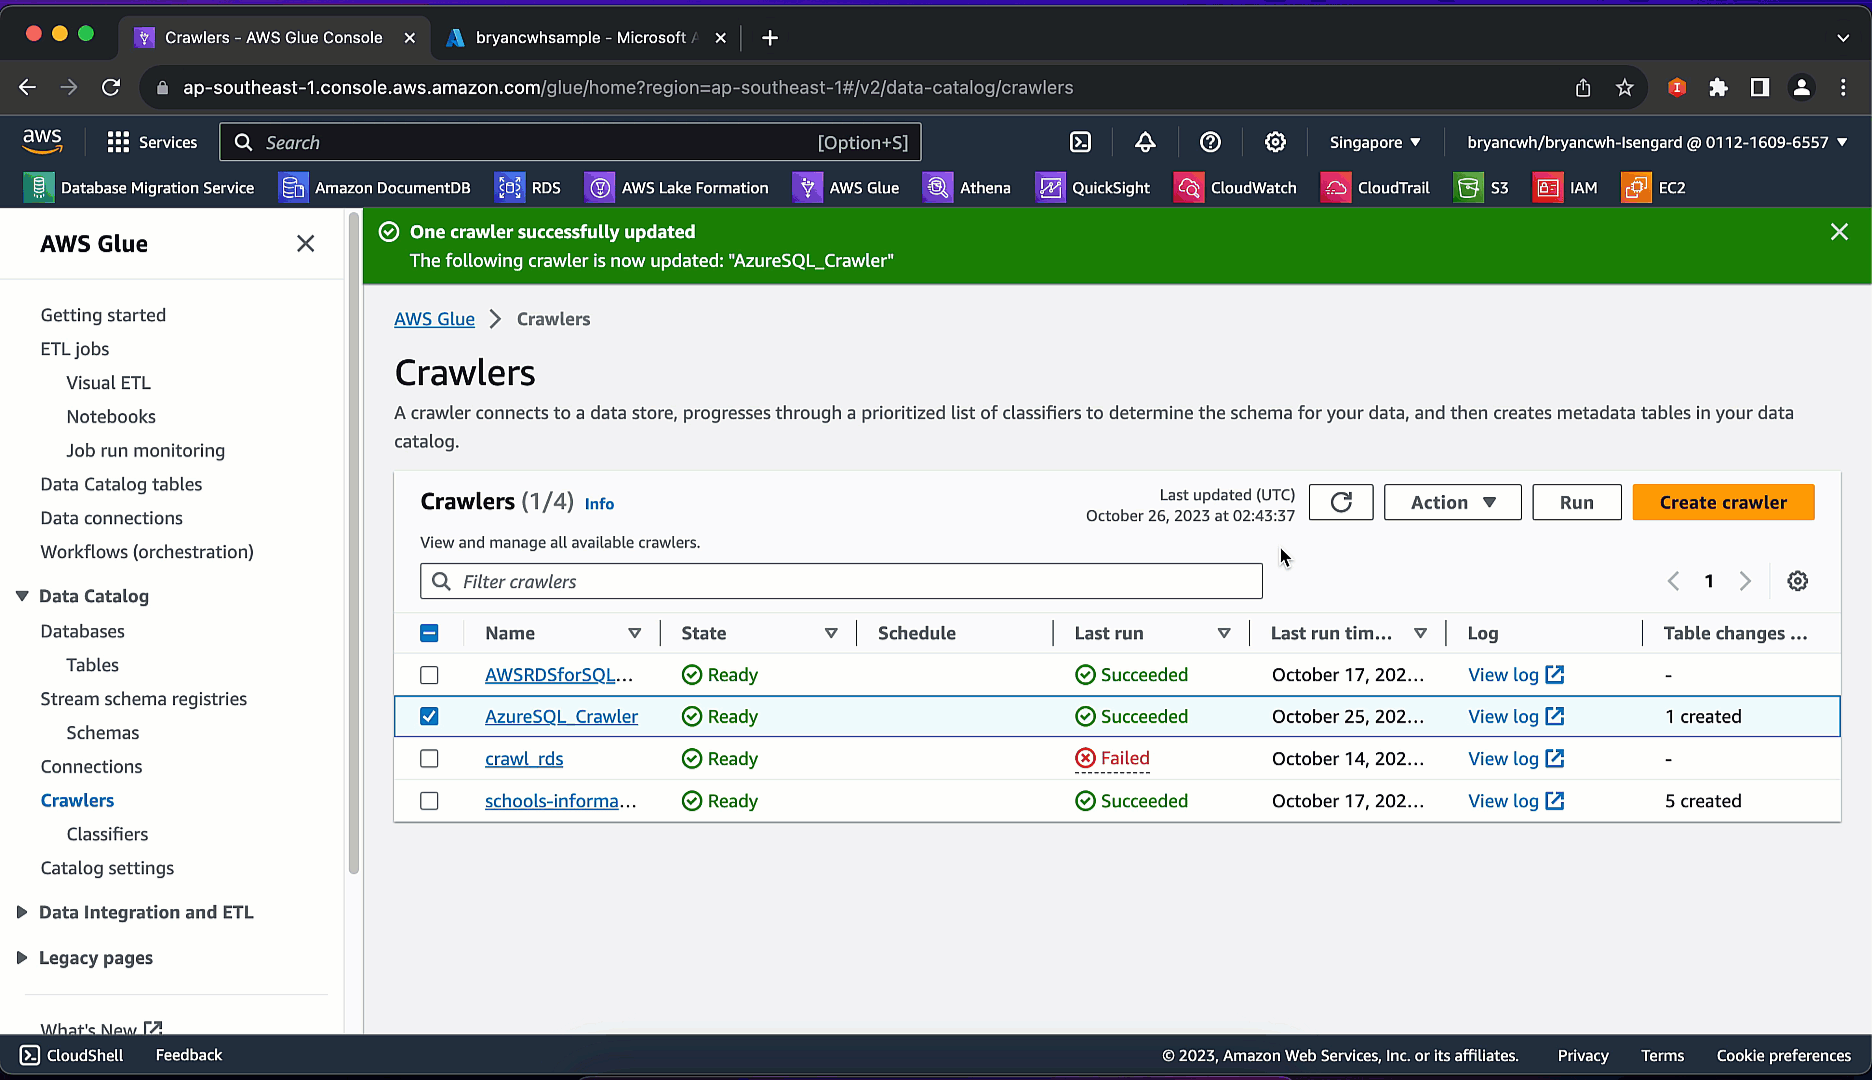 Crawlers - AWS Glue Console
bryancwhsample - Microsoft A
ap-southeast-1.console.aws.amazon.com/glue/home?region=ap-southeast-1#/v2/data-catalog/crawlers
aws
Services
Search
[Option+S]
Singapore ▼
bryancwh/bryancwh-Isengard @ 0112-1609-6557 ▼
Database Migration Service
Amazon DocumentDB
RDS
AWS Lake Formation
AWS Glue
Athena
QuickSight
CloudWatch
CloudTrail
S3
IAM
EC2
AWS Glue
Getting started
ETL jobs
Visual ETL
Notebooks
Job run monitoring
Data Catalog tables
Data connections
Workflows (orchestration)
Data Catalog
Databases
Tables
Stream schema registries
Schemas
Connections
Crawlers
Classifiers
Catalog settings
Data Integration and ETL
Legacy pages
What's New
One crawler successfully updated
The following crawler is now updated: "AzureSQL_Crawler"
AWS Glue > Crawlers
Crawlers
A crawler connects to a data store, progresses through a prioritized list of classifiers to determine the schema for your data, and then creates metadata tables in your data
catalog.
Crawlers (1/4) Info
View and manage all available crawlers.
Last updated (UTC)
October 26, 2023 at 02:43:37
Action ▼
Run
Create crawler
Filter crawlers
1
Name State Schedule Last run Last run tim... Log Table changes ...
AWSRDSforSQL... Ready Succeeded October 17, 202... View log -
AzureSQL_Crawler Ready Succeeded October 25, 202... View log 1 created
crawl_rds Ready Failed October 14, 202... View log -
schools-informa... Ready Succeeded October 17, 202... View log 5 created
CloudShell
Feedback
© 2023, Amazon Web Services, Inc. or its affiliates.
Privacy
Terms
Cookie preferences